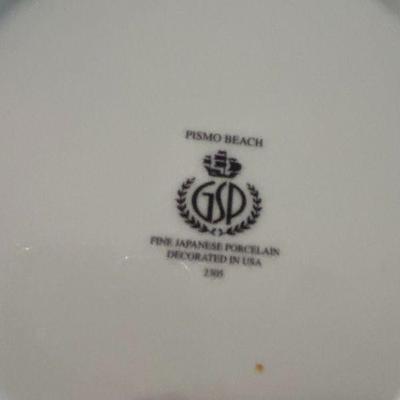 PISMO BEACH
GSP
FINE JAPANESE PORCELAIN
DECORATED IN USA
2305